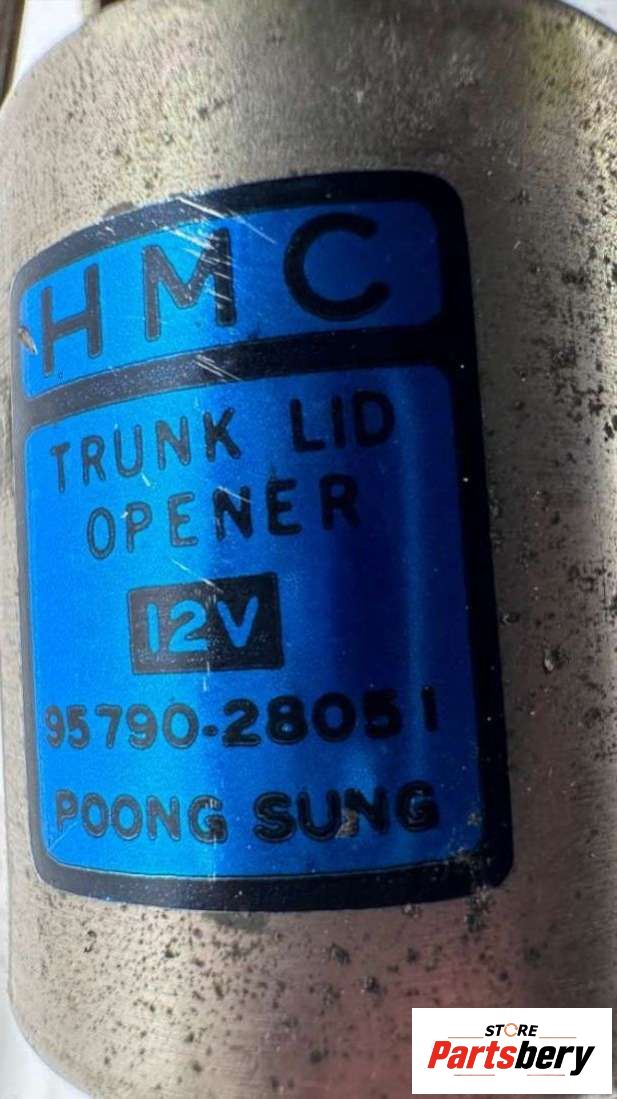 HMC
TRUNK LID
OPENER
12V
95790-28051
POONG SUNG
STORE
Partsbery